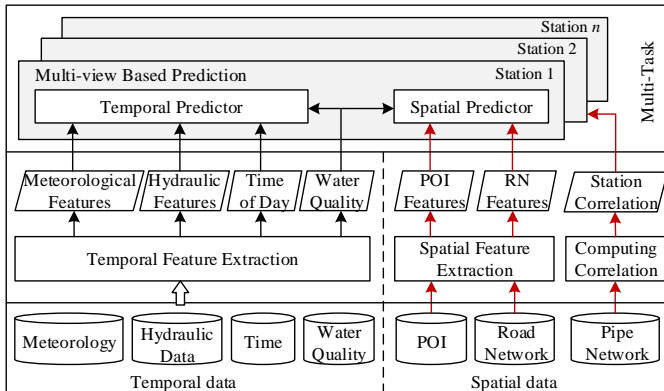 Station n
Station 2
Station 1
Multi-view Based Prediction
Temporal Predictor
Spatial Predictor
Multi-Task
Meteorological
Features
Hydraulic
Features
Time
of Day
Water
Quality
POI
Features
RN
Features
Station
Correlation
Temporal Feature Extraction
Spatial Feature
Extraction
Computing
Correlation
Meteorology
Hydraulic
Data
Time
Water
Quality
POI
Road
Network
Pipe
Network
Temporal data
Spatial data